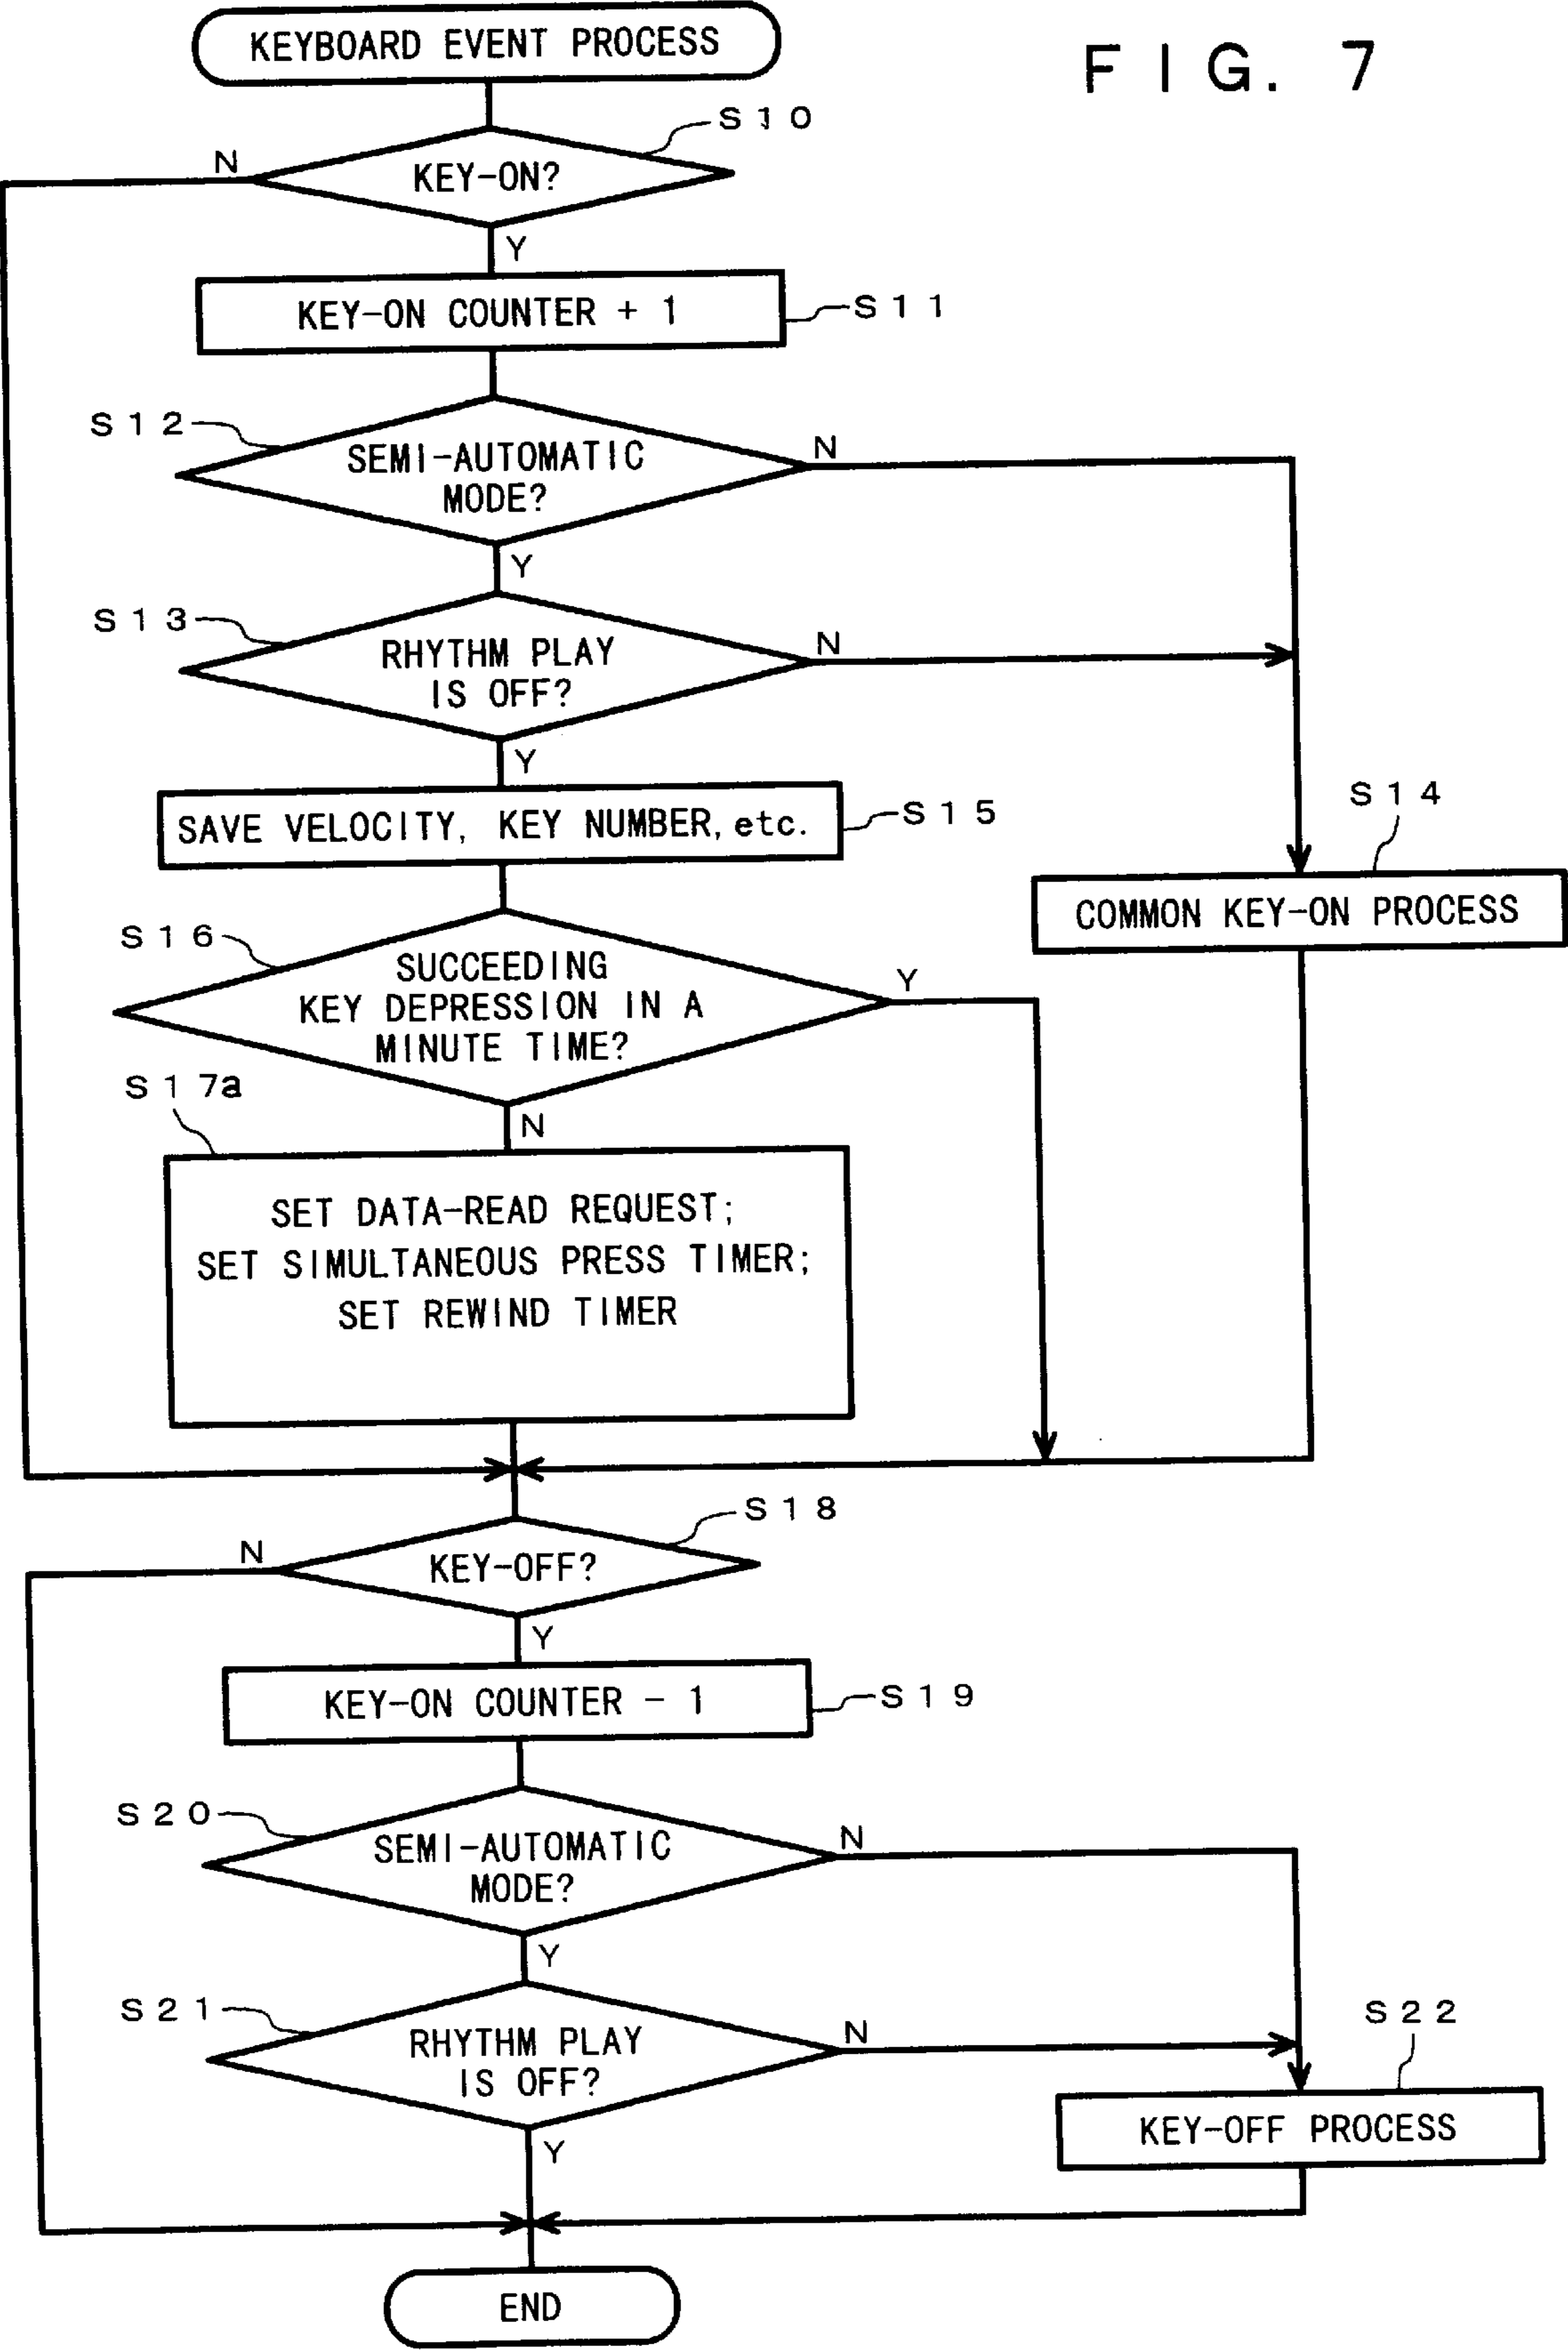 KEYBOARD EVENT PROCESS
FIG. 7
S10
N
KEY-ON?
Y
KEY-ON COUNTER + 1
S11
S12
SEMI-AUTOMATIC
MODE?
N
Y
S13
RHYTHM PLAY
IS OFF?
N
Y
SAVE VELOCITY, KEY NUMBER, etc.
S15
S14
COMMON KEY-ON PROCESS
S16
SUCCEEDING
KEY DEPRESSION IN A
MINUTE TIME?
Y
N
S17a
SET DATA-READ REQUEST;
SET SIMULTANEOUS PRESS TIMER;
SET REWIND TIMER
S18
N
KEY-OFF?
Y
KEY-ON COUNTER - 1
S19
S20
SEMI-AUTOMATIC
MODE?
N
Y
S21
RHYTHM PLAY
IS OFF?
N
Y
S22
KEY-OFF PROCESS
END